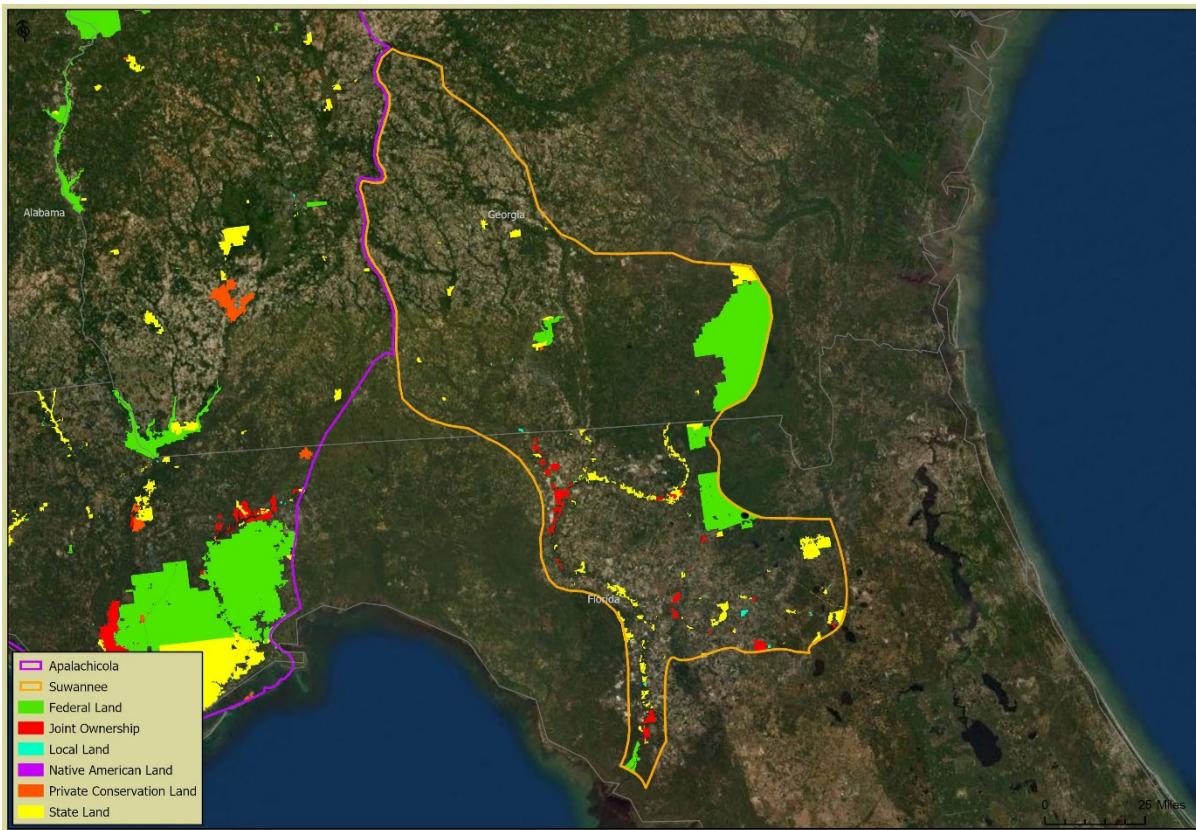 Alabama
Georgia
Florida
Apalachicola
Suwannee
Federal Land
Joint Ownership
Local Land
Native American Land
Private Conservation Land
State Land
0 25 Miles